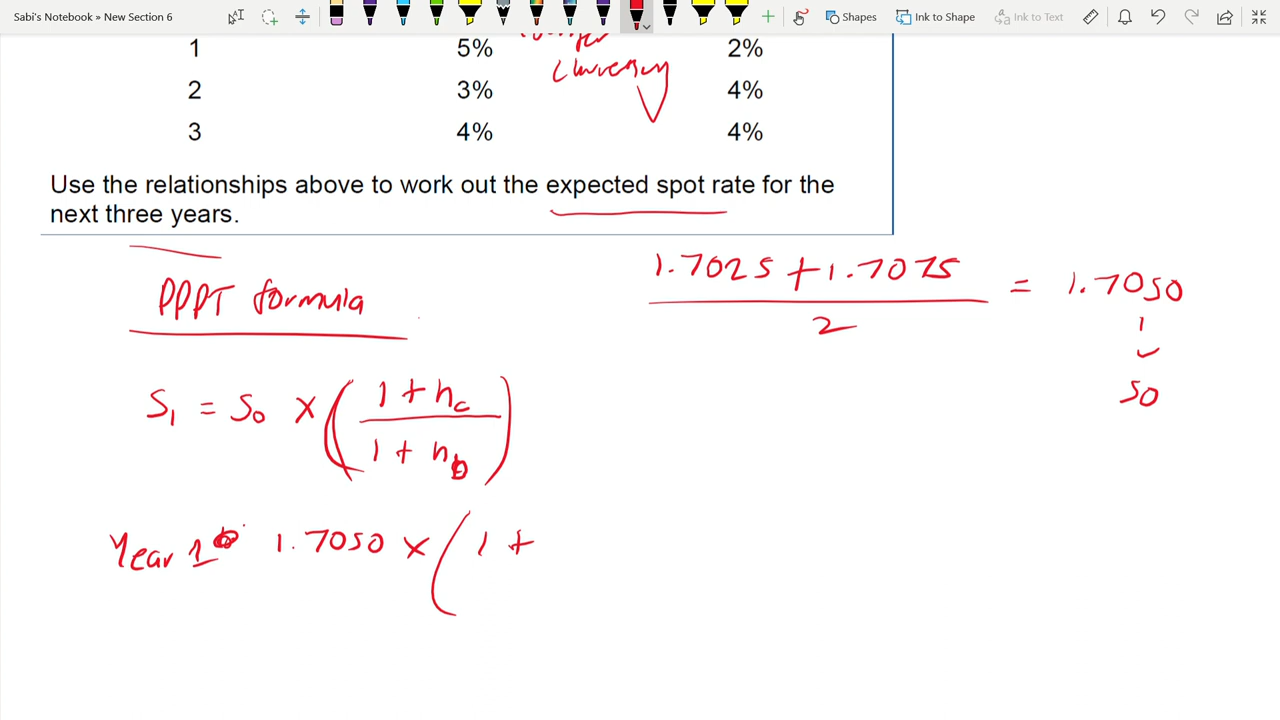 Sabi's Notebook » New Section 6
Shapes Ink to Shape Ink to Text
1 5% 2%
2 3% 4%
3 4% 4%
Use the relationships above to work out the expected spot rate for the
next three years.
PPPT formula
1.7025 + 1.7075 / 2 = 1.7050
S0
S1 = S0 × ( 1 + hc / 1 + hb )
Year 1: 1.7050 × ( 1 +